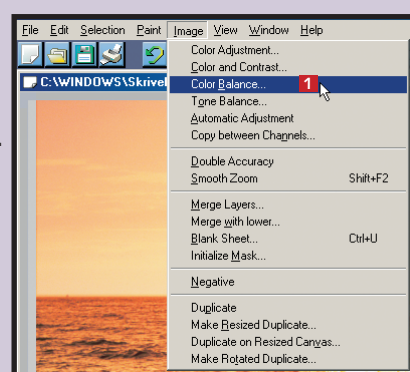 File Edit Selection Paint Image View Window Help
C:\WINDOWS\Skrivel
Color Adjustment...
Color and Contrast...
Color Balance... 1
Tone Balance...
Automatic Adjustment
Copy between Channels...
Double Accuracy
Smooth Zoom Shift+F2
Merge Layers...
Merge with lower...
Blank Sheet... Ctrl+U
Initialize Mask...
Negative
Duplicate
Make Resized Duplicate...
Duplicate on Resized Canvas...
Make Rotated Duplicate...